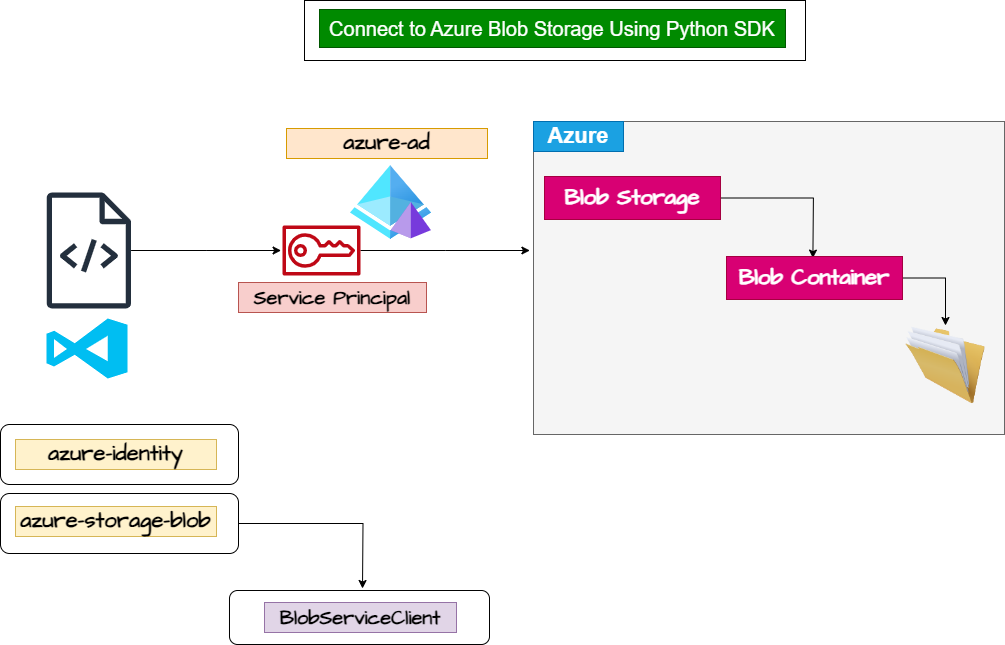 Connect to Azure Blob Storage Using Python SDK
azure-ad
Azure
Blob Storage
</>
Service Principal
Blob Container
azure-identity
azure-storage-blob
BlobServiceClient